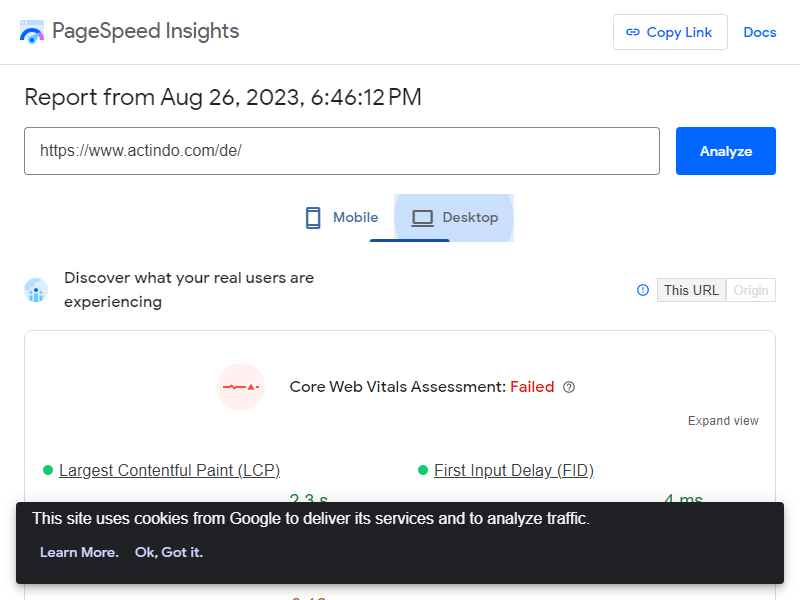 PageSpeed Insights
Copy Link
Docs
Report from Aug 26, 2023, 6:46:12 PM
https://www.actindo.com/de/
Analyze
Mobile
Desktop
Discover what your real users are
experiencing
This URL
Origin
Core Web Vitals Assessment: Failed
Expand view
Largest Contentful Paint (LCP)
First Input Delay (FID)
2.3 s
4 ms
This site uses cookies from Google to deliver its services and to analyze traffic.
Learn More.
Ok, Got it.